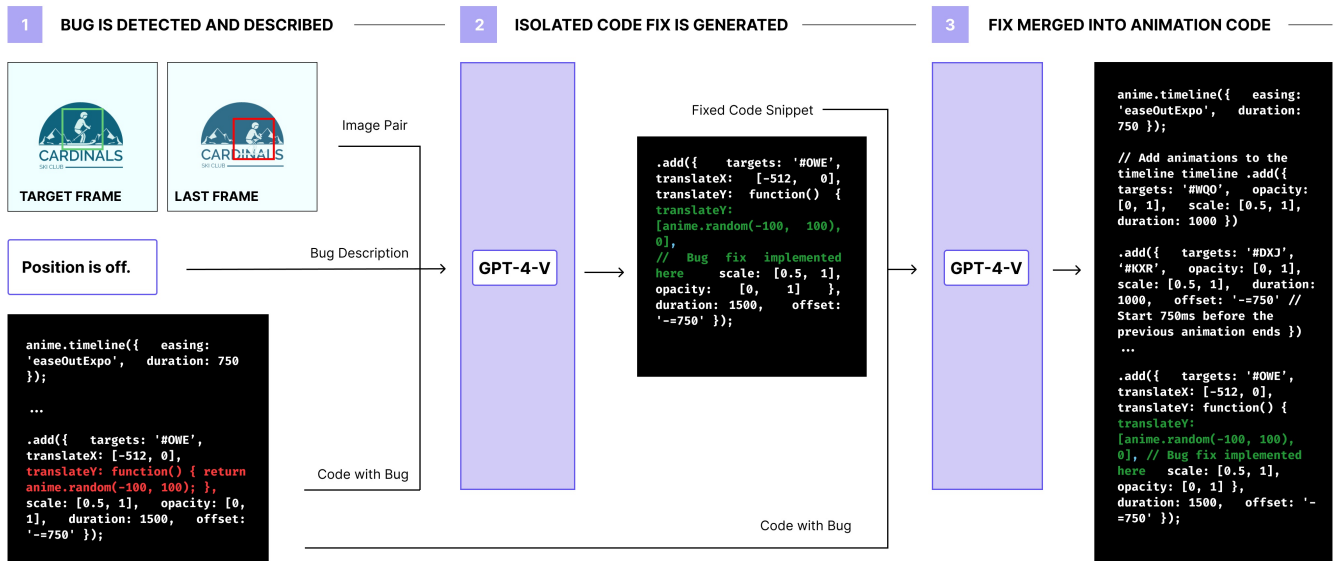 1 BUG IS DETECTED AND DESCRIBED
CARDINALS
SKI CLUB
TARGET FRAME
CARDINALS
SKI CLUB
LAST FRAME
Image Pair
Position is off.
Bug Description
anime.timeline({ easing:
'easeOutExpo', duration: 750
});
...
.add({ targets: '#OWE’,
translateX: [-512, 0],
translateY: function() { return
anime.random(-100, 100); },
scale: [0.5, 1], opacity: [0,
1], duration: 1500, offset:
'-=750' });
Code with Bug
2 ISOLATED CODE FIX IS GENERATED
GPT-4-V
Fixed Code Snippet
.add({ targets: '#OWE’,
translateX: [-512, 0],
translateY: function() {
translateY:
[anime.random(-100, 100),
0],
// Bug fix implemented
here scale: [0.5, 1],
opacity: [0, 1] },
duration: 1500, offset:
'-=750' });
Code with Bug
3 FIX MERGED INTO ANIMATION CODE
GPT-4-V
anime.timeline({ easing:
'easeOutExpo', duration:
750 });
// Add animations to the
timeline timeline .add({
targets: '#WQO’, opacity:
[0, 1], scale: [0.5, 1],
duration: 1000 })
.add({ targets: '#DXJ’,
‘#KXR’, opacity: [0, 1],
scale: [0.5, 1], duration:
1000, offset: '-=750' //
Start 750ms before the
previous animation ends })
...
.add({ targets: '#OWE’,
translateX: [-512, 0],
translateY: function() {
translateY:
[anime.random(-100, 100),
0], // Bug fix implemented
here scale: [0.5, 1],
opacity: [0, 1] },
duration: 1500, offset: '-
=750' });